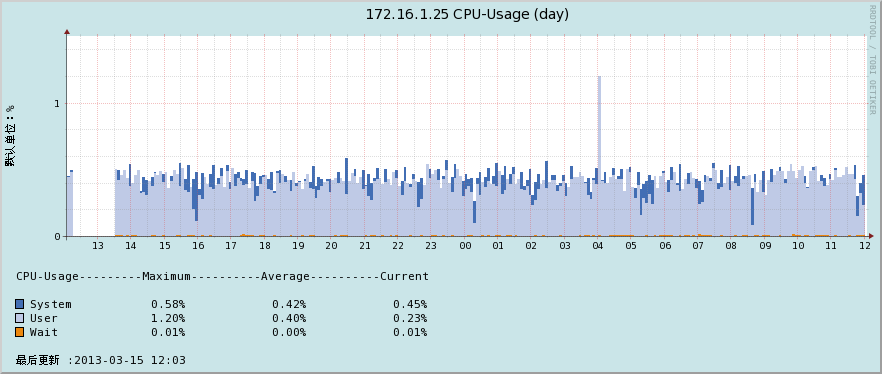 172.16.1.25 CPU-Usage (day)
RRDTOOL / TOBI OETIKER
默认单位：%
1
0
13 14 15 16 17 18 19 20 21 22 23 00 01 02 03 04 05 06 07 08 09 10 11 12
CPU-Usage---------Maximum----------Average----------Current
System 0.58% 0.42% 0.45%
User 1.20% 0.40% 0.23%
Wait 0.01% 0.00% 0.01%
最后更新 :2013-03-15 12:03